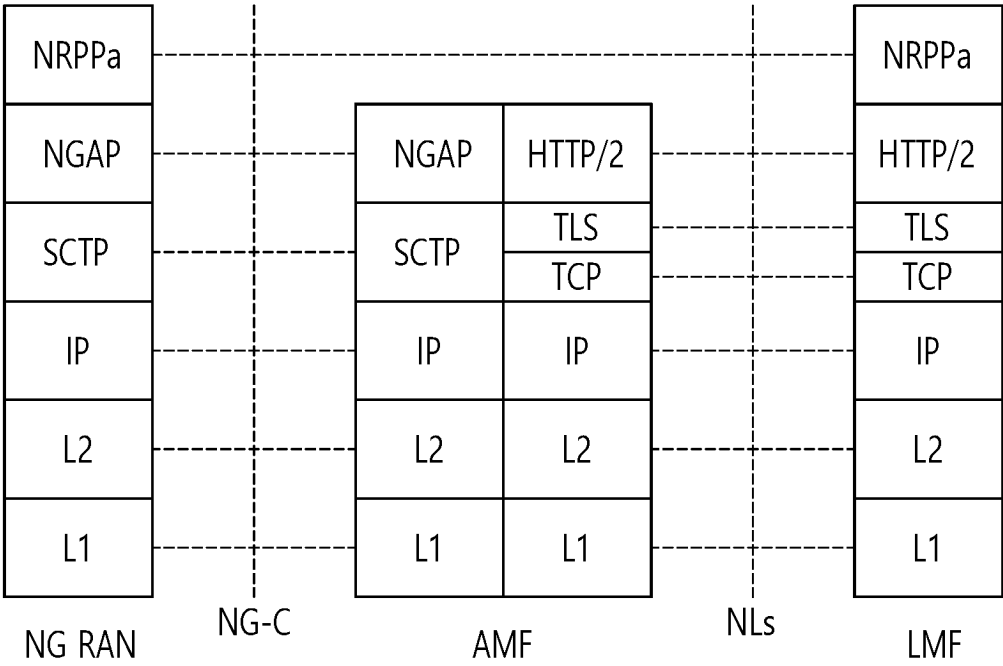 NRPPa NRPPa
NGAP NGAP HTTP/2 HTTP/2
SCTP SCTP TLS TLS
TCP TCP
IP IP IP IP
L2 L2 L2 L2
L1 L1 L1 L1
NG-C NLs
NG RAN AMF LMF